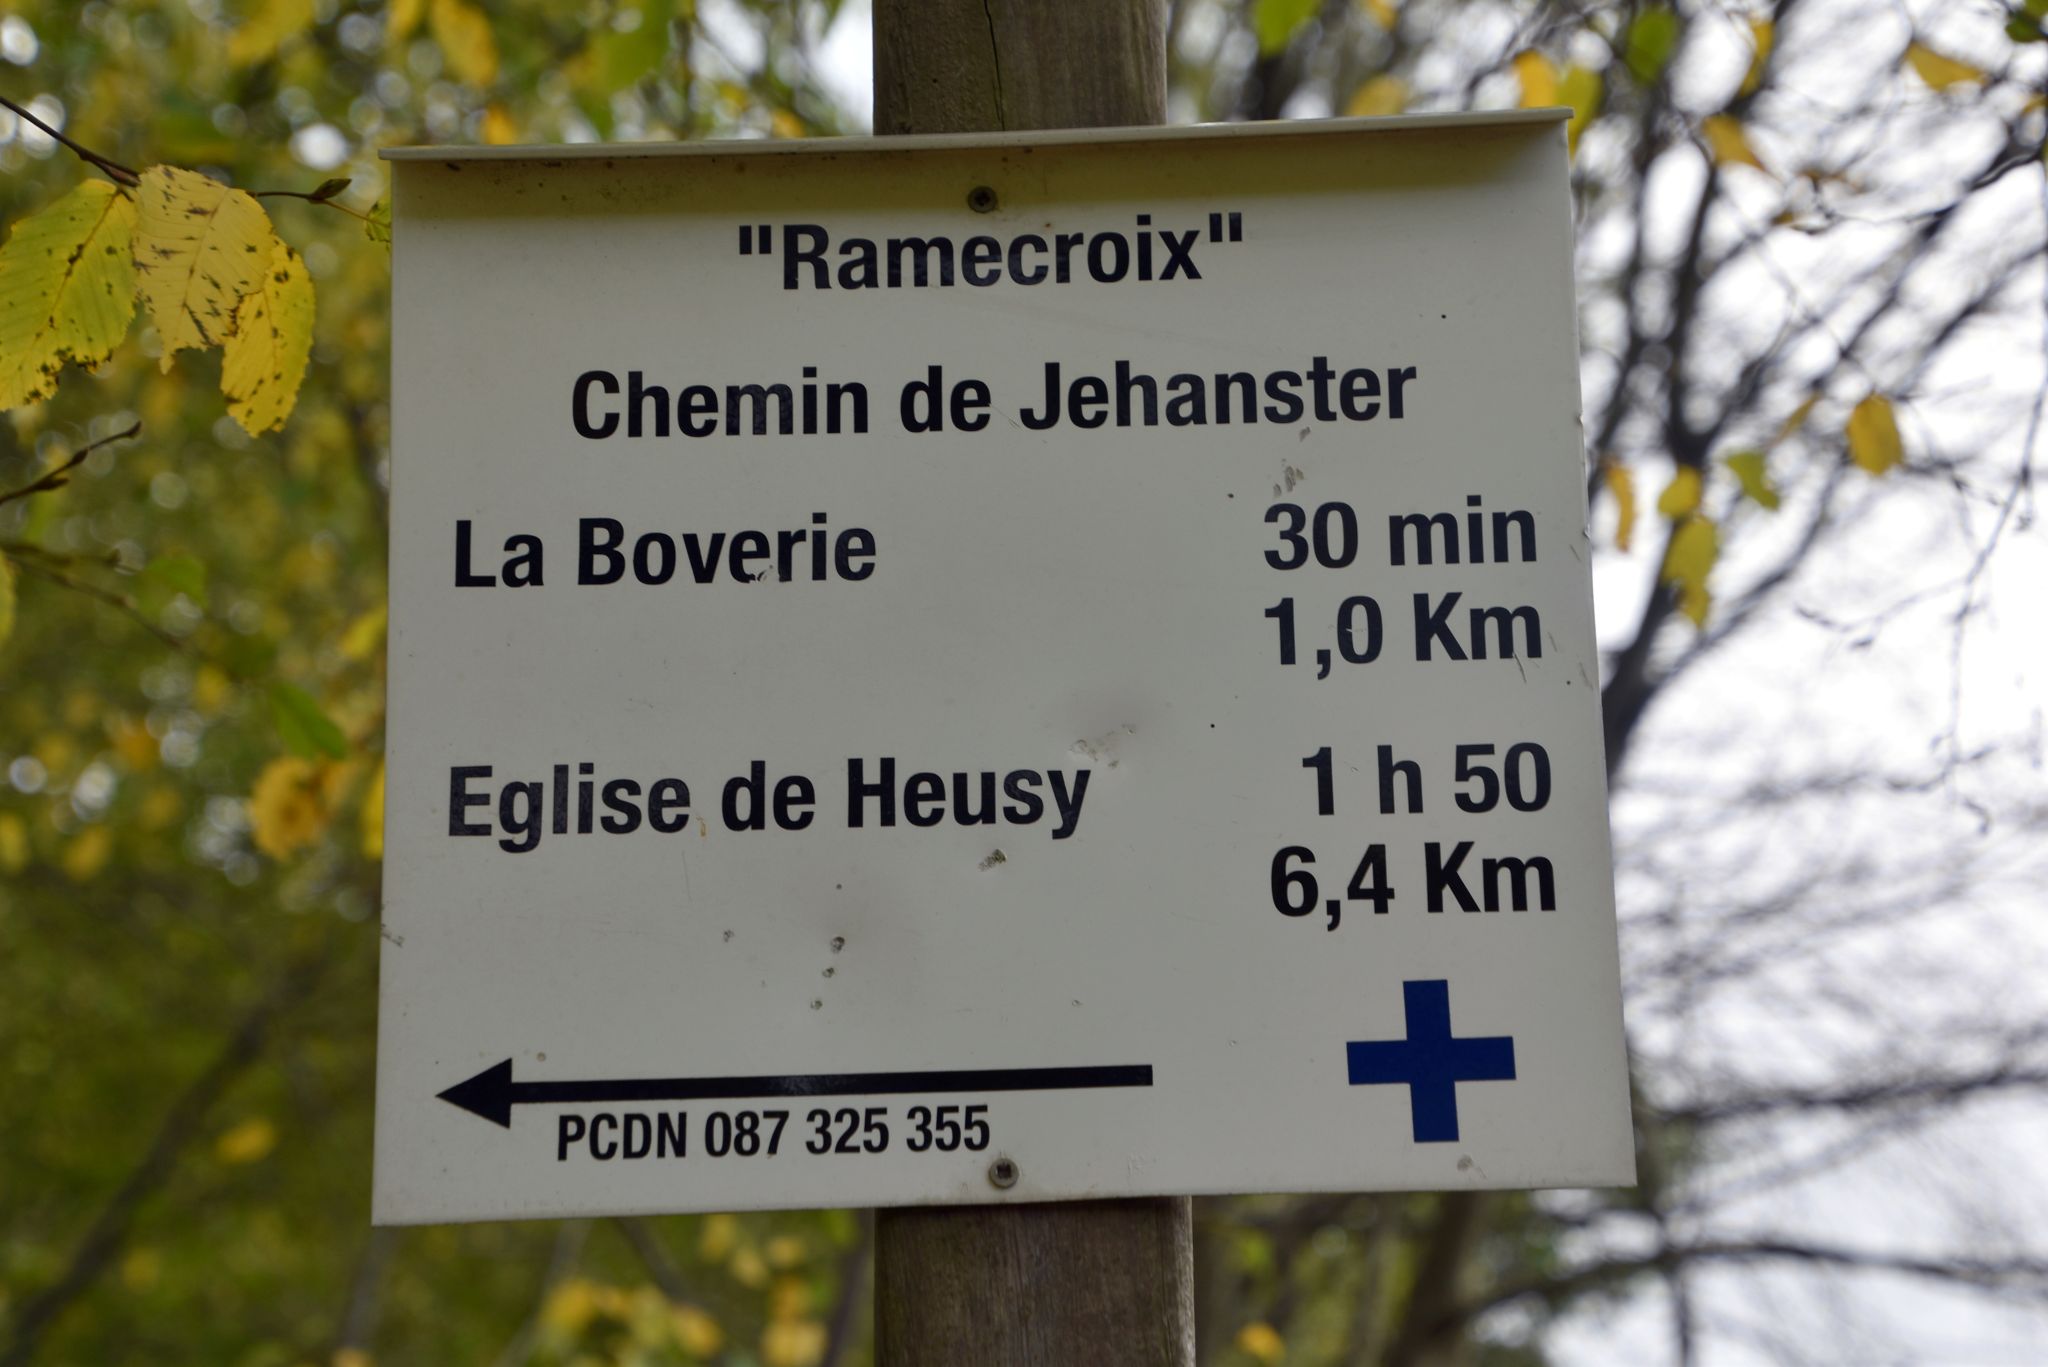 "Ramecroix"
Chemin de Jehanster
La Boverie 30 min
1,0 Km
Eglise de Heusy 1 h 50
6,4 Km
PCDN 087 325 355